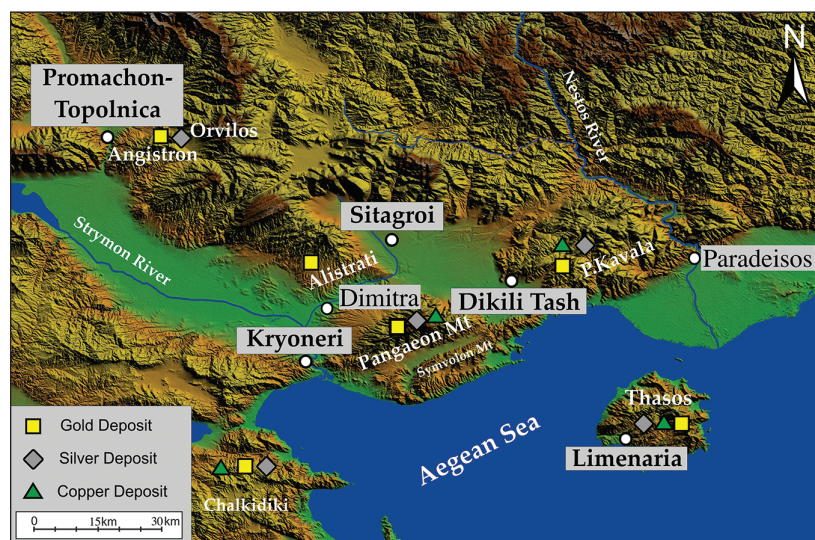 N
Promachon-
Topolnica
Orvilos
Angistron
Nestos River
Strymon River
Sitagroi
Alistrati
P.Kavala
Paradeisos
Dimitra
Dikili Tash
Kryoneri
Pangaeon Mt
Symvolon Mt
Thasos
Limenaria
Aegean Sea
Chalkidiki
Gold Deposit
Silver Deposit
Copper Deposit
0 15km 30km